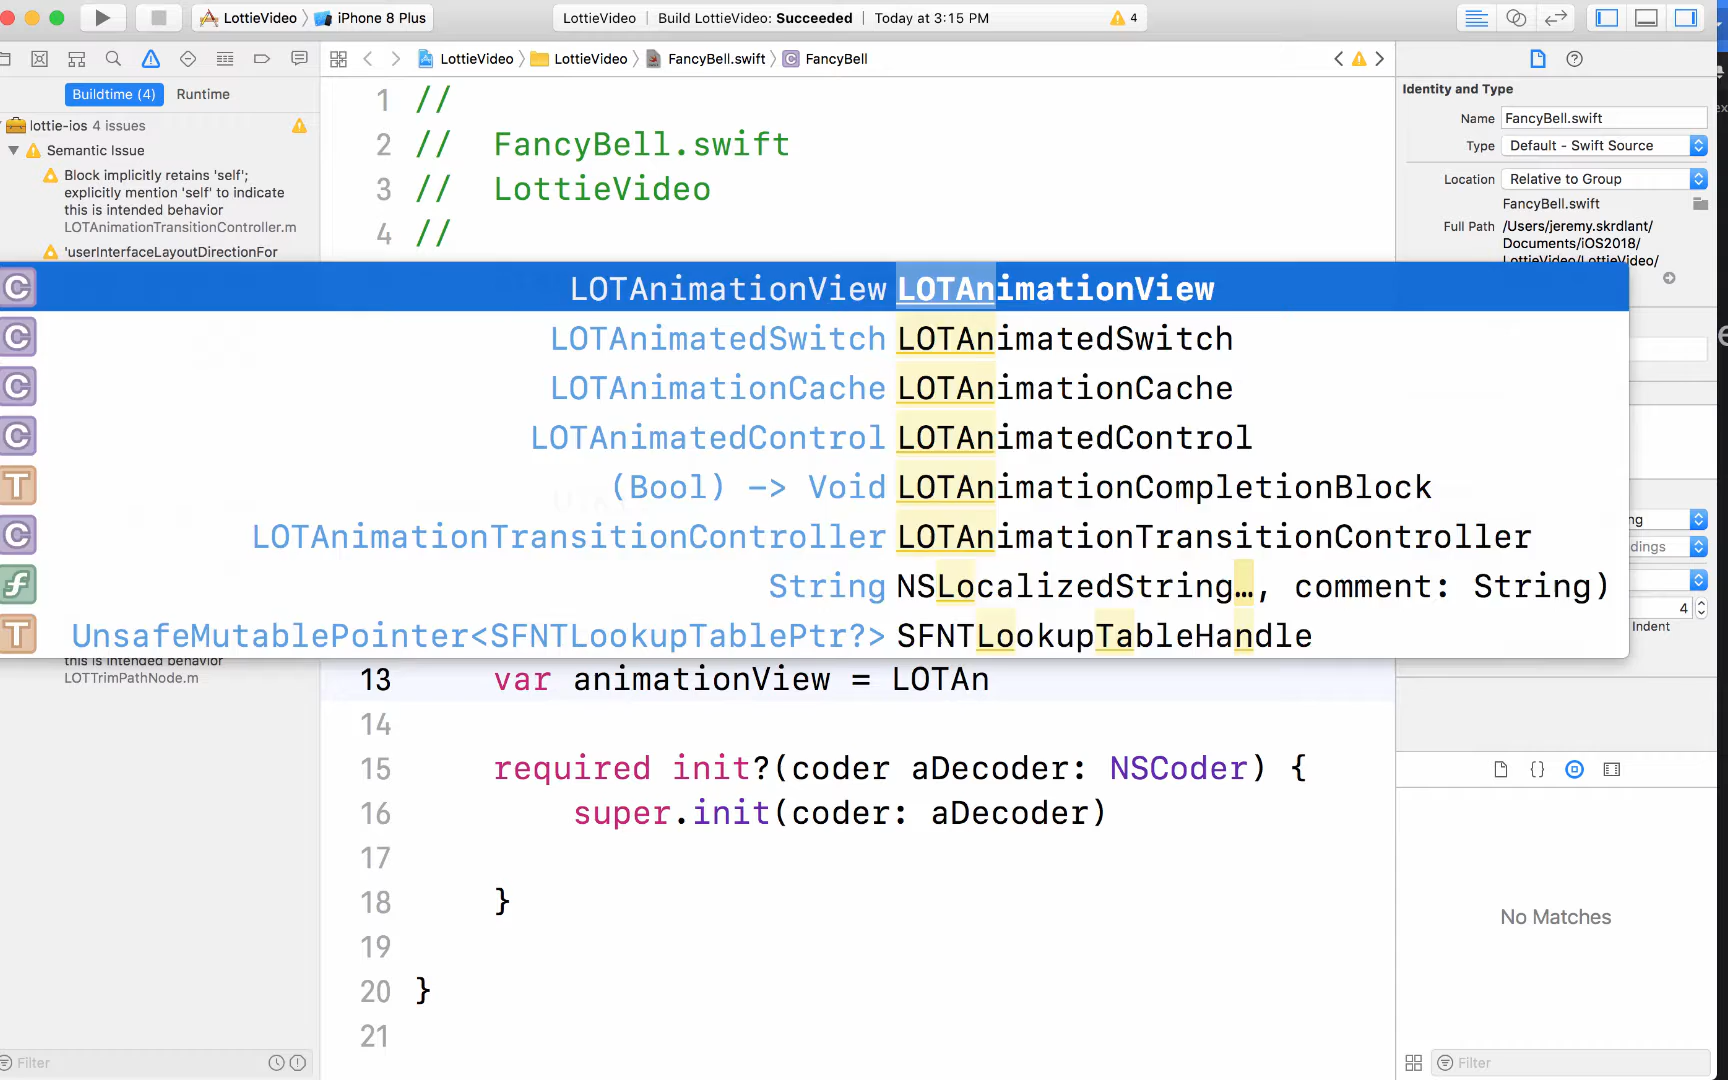 LottieVideo 〉 iPhone 8 Plus
LottieVideo | Build LottieVideo: Succeeded | Today at 3:15 PM
4
LottieVideo 〉 LottieVideo 〉 FancyBell.swift 〉 C FancyBell
Buildtime (4) Runtime
lottie-ios 4 issues
Semantic Issue
Block implicitly retains 'self';
explicitly mention 'self' to indicate
this is intended behavior
LOTAnimationTransitionController.m
'userInterfaceLayoutDirectionFor
1 //
2 // FancyBell.swift
3 // LottieVideo
4 //
C LOTAnimationView LOTAnimationView
C LOTAnimatedSwitch LOTAnimatedSwitch
C LOTAnimationCache LOTAnimationCache
C LOTAnimatedControl LOTAnimatedControl
T (Bool) -> Void LOTAnimationCompletionBlock
C LOTAnimationTransitionController LOTAnimationTransitionController
f String NSLocalizedString…, comment: String)
T UnsafeMutablePointer<SFNTLookupTablePtr?> SFNTLookupTableHandle
this is intended behavior
LOTTrimPathNode.m
13 var animationView = LOTAn
14
15 required init?(coder aDecoder: NSCoder) {
16 super.init(coder: aDecoder)
17
18 }
19
20 }
21
Filter
Identity and Type
Name FancyBell.swift
Type Default - Swift Source
Location Relative to Group
FancyBell.swift
Full Path /Users/jeremy.skrdlant/
Documents/iOS2018/
LottieVideo/LottieVideo/
4
Indent
No Matches
Filter